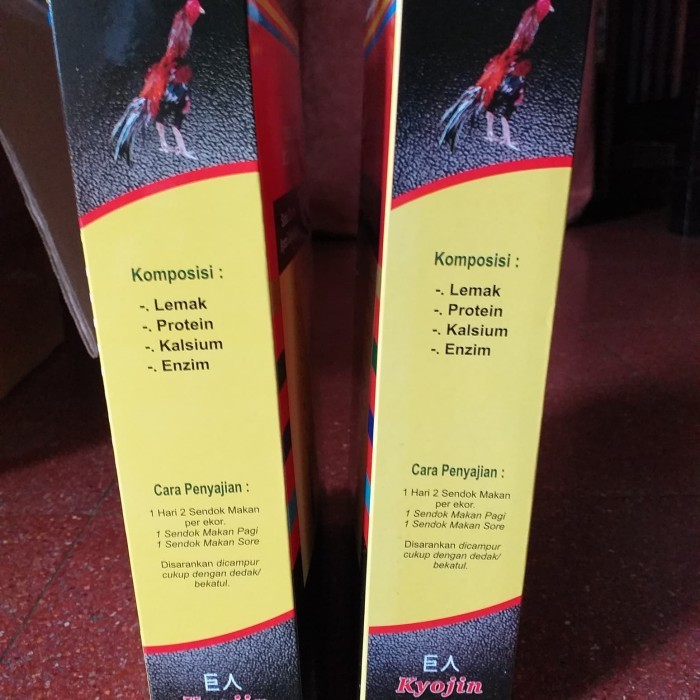 Komposisi :
-. Lemak
-. Protein
-. Kalsium
-. Enzim
Cara Penyajian :
1 Hari 2 Sendok Makan
per ekor.
1 Sendok Makan Pagi
1 Sendok Makan Sore
Disarankan dicampur
cukup dengan dedak/
bekatul.
巨人
Komposisi :
-. Lemak
-. Protein
-. Kalsium
-. Enzim
Cara Penyajian :
1 Hari 2 Sendok Makan
per ekor.
1 Sendok Makan Pagi
1 Sendok Makan Sore
Disarankan dicampur
cukup dengan dedak/
bekatul.
巨人
Kyojin